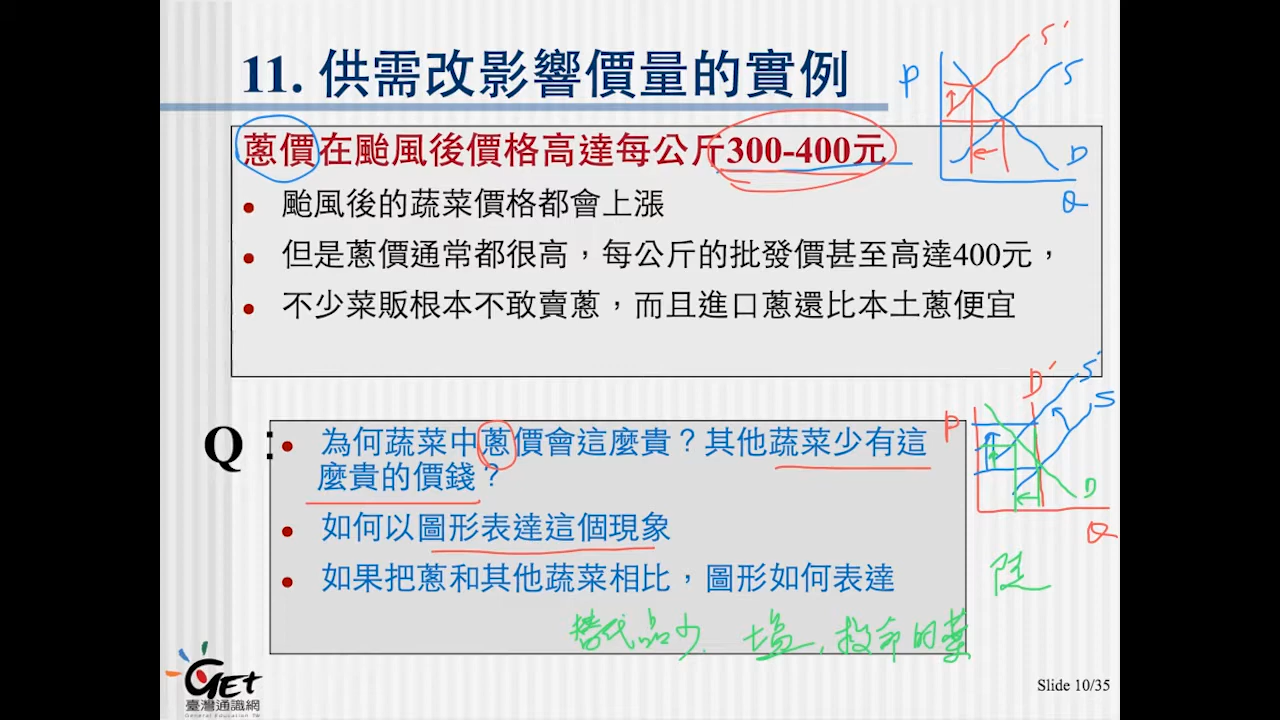 11. 供需改影響價量的實例
蔥價在颱風後價格高達每公斤300-400元
• 颱風後的蔬菜價格都會上漲
• 但是蔥價通常都很高，每公斤的批發價甚至高達400元，
• 不少菜販根本不敢賣蔥，而且進口蔥還比本土蔥便宜
P
S'
S
D
Q
Q：
• 為何蔬菜中蔥價會這麼貴？其他蔬菜少有這
麼貴的價錢？
• 如何以圖形表達這個現象
• 如果把蔥和其他蔬菜相比，圖形如何表達
P
D'
S'
S
D
Q
陡
替代品少、塩、救命的藥
GET
臺灣通識網
General Education TW
Slide 10/35